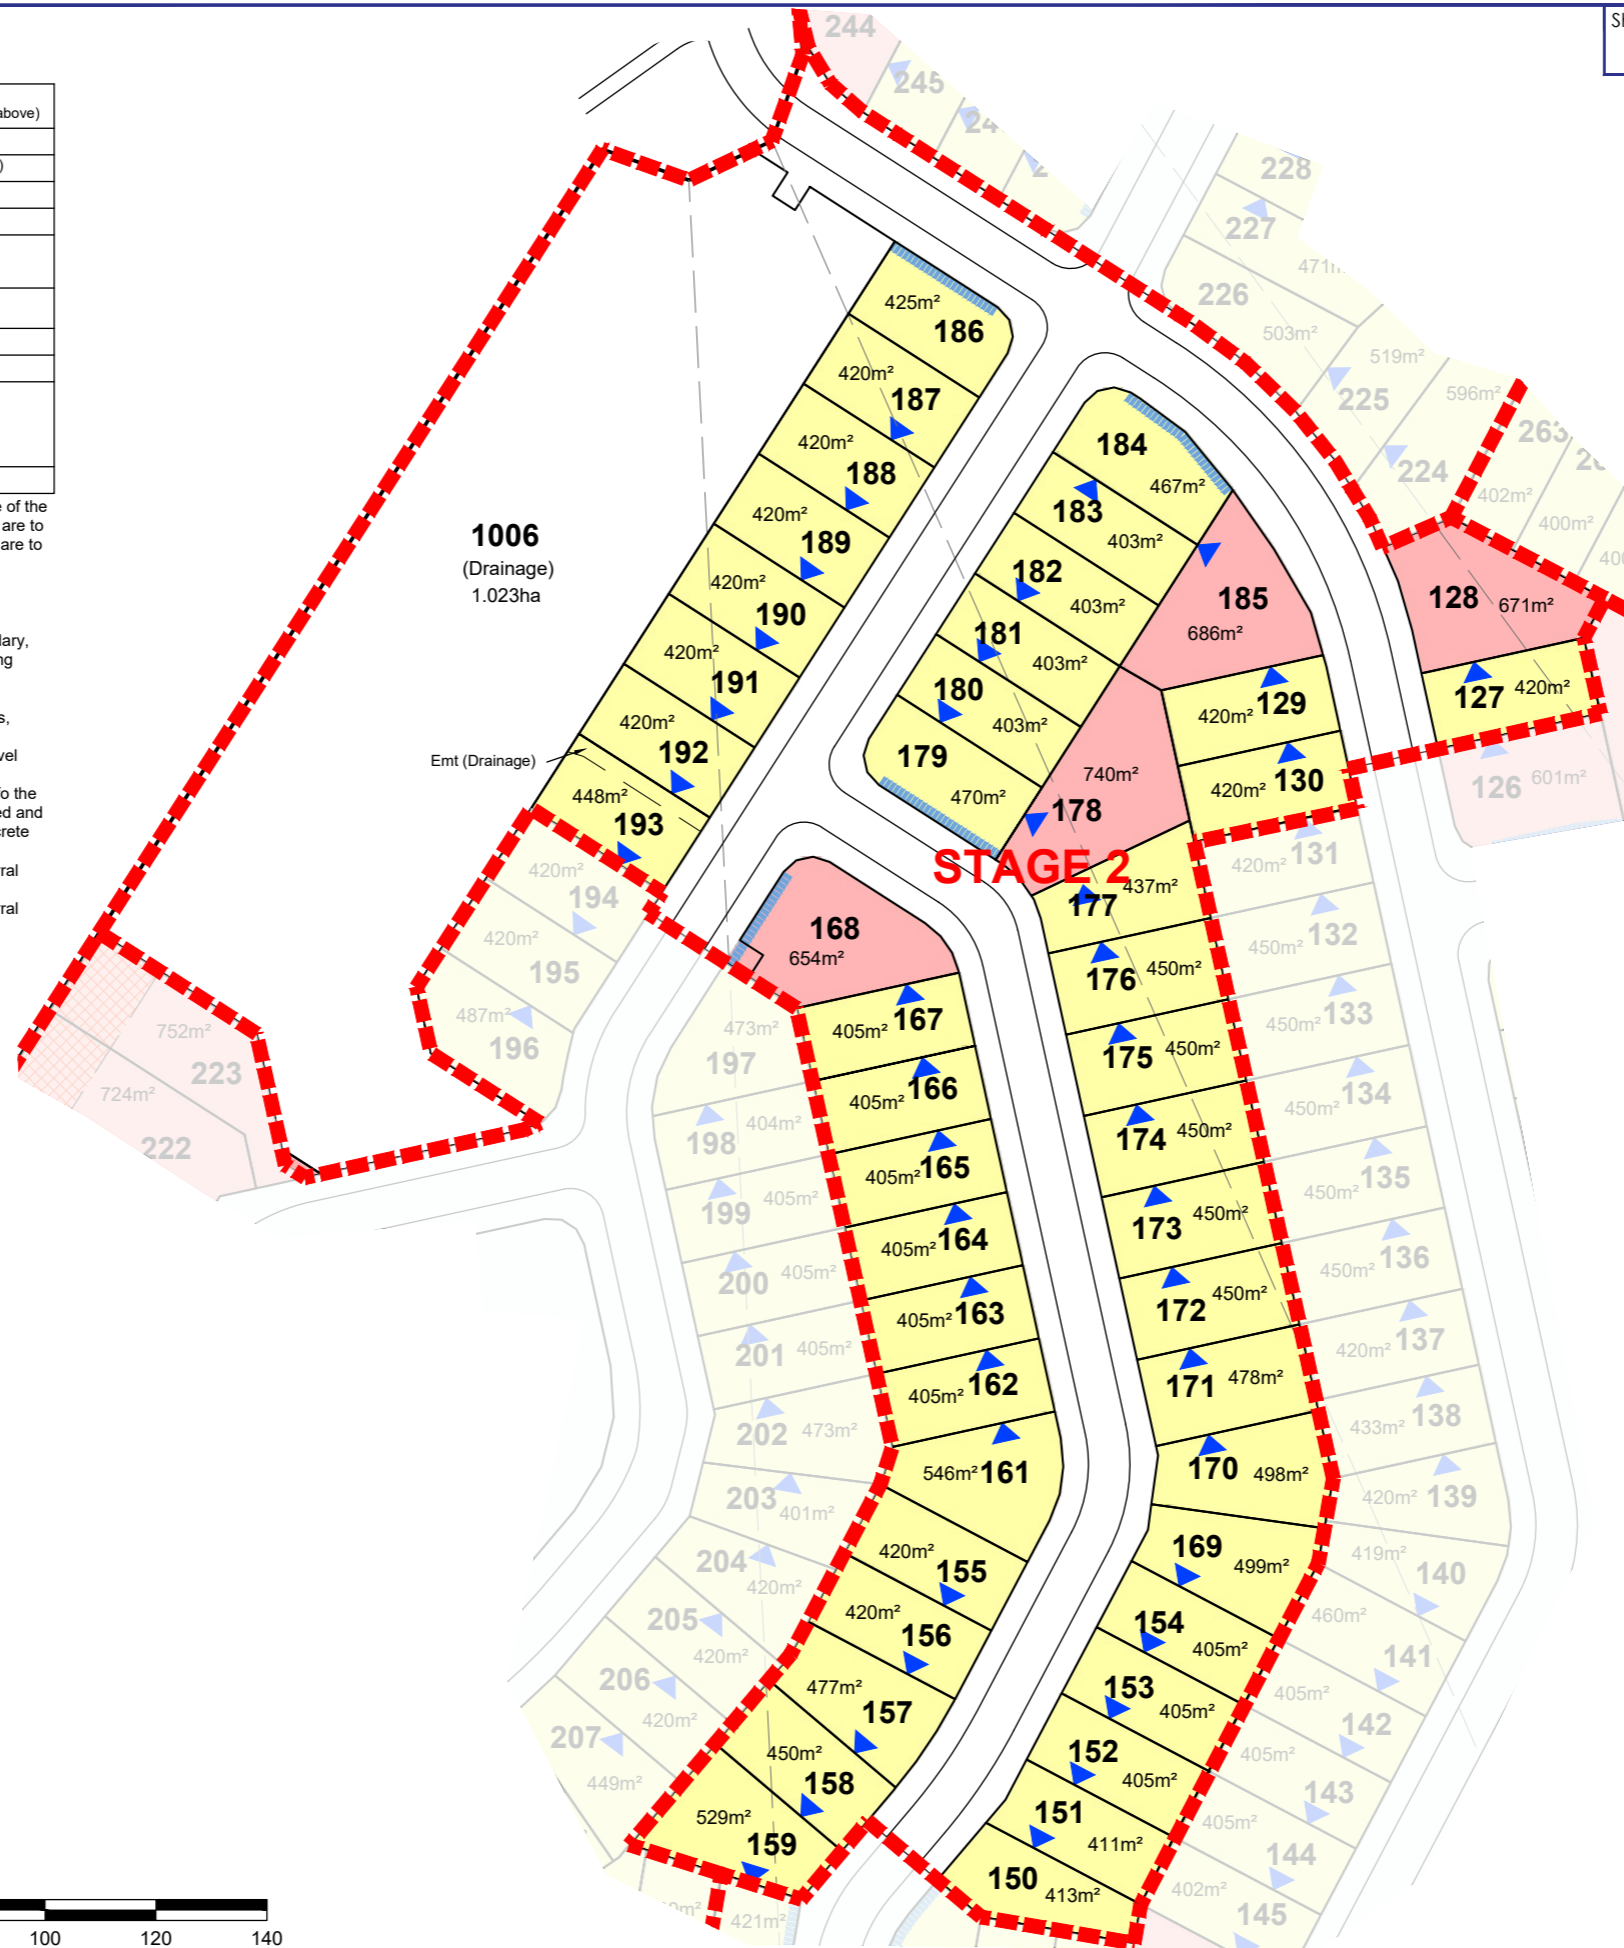 above)
)
e of the
are to
are to
lary,
ng
s,
vel
To the
ed and
crete
ral
ral
244
245
228
227
471m
226
503m²
519m²
225
596m²
224
263
402m²
400m²
425m²
186
420m²
187
420m²
188
420m²
189
420m²
190
420m²
191
420m²
192
448m²
193
Emt (Drainage)
1006
(Drainage)
1.023ha
184
467m²
183
403m²
182
403m²
181
403m²
180
403m²
179
470m²
185
686m²
128 671m²
127 420m²
126 601m²
420m² 129
420m² 130
740m²
178
STAGE 2
437m²
177
176 450m²
175 450m²
174 450m²
173 450m²
172 450m²
171 478m²
170 498m²
169 499m²
154 405m²
153 405m²
152 405m²
151 411m²
150 413m²
168
654m²
405m² 167
405m² 166
405m² 165
405m² 164
405m² 163
405m² 162
546m² 161
420m² 155
420m² 156
477m² 157
450m² 158
529m² 159
420m² 194
420m² 195
487m² 196
752m²
223
724m²
222
473m²
197
198 404m²
199 405m²
200 405m²
201 405m²
202 473m²
203 401m²
204 420m²
205 420m²
206 420m²
207 449m²
421m²
420m² 131
450m² 132
450m² 133
450m² 134
450m² 135
450m² 136
420m² 137
433m² 138
420m² 139
419m² 140
460m² 141
405m² 142
405m² 143
405m² 144
402m² 145
100 120 140